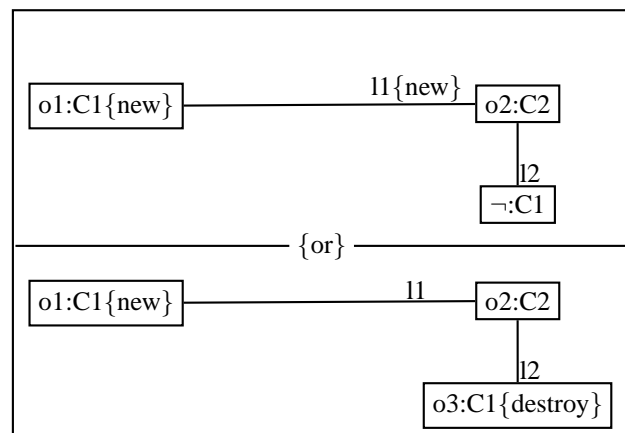 l1{new}
o1:C1{new}
o2:C2
l2
¬:C1
{or}
o1:C1{new}
l1
o2:C2
l2
o3:C1{destroy}